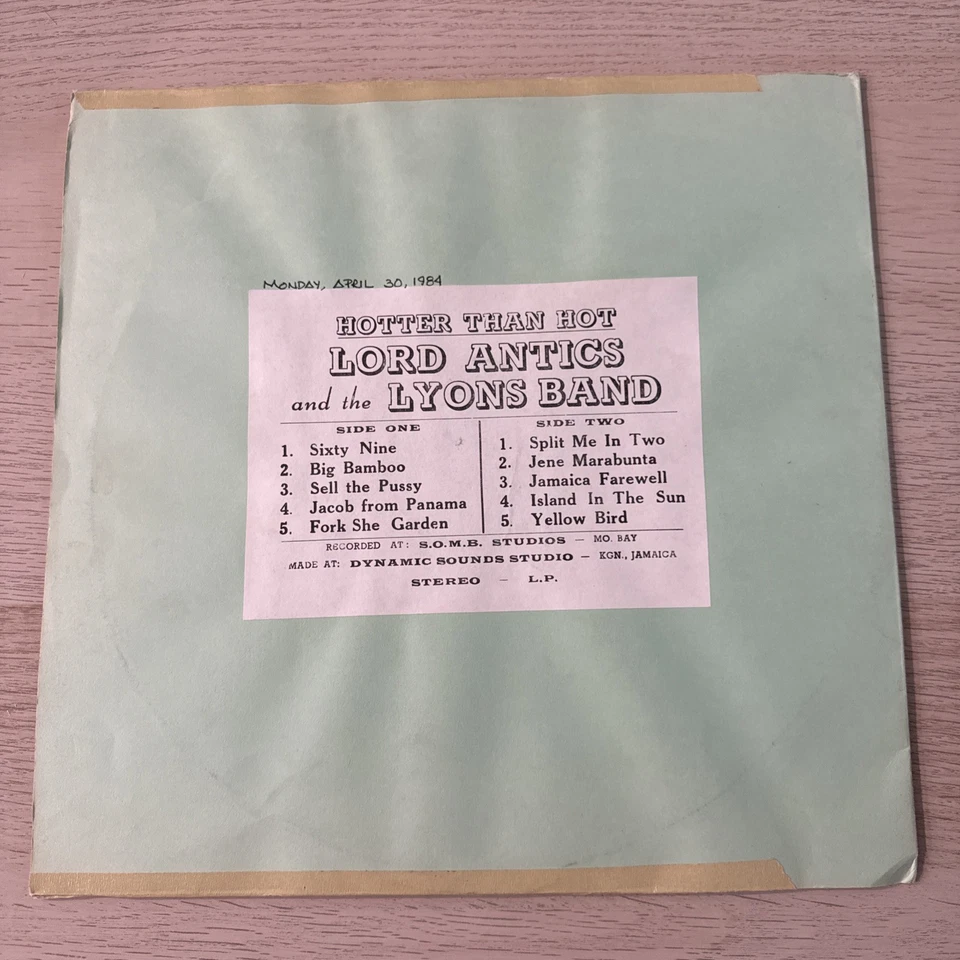 MONDAY, APRIL 30, 1984
HOTTER THAN HOT
LORD ANTICS
and the LYONS BAND
SIDE ONE
1. Sixty Nine
2. Big Bamboo
3. Sell the Pussy
4. Jacob from Panama
5. Fork She Garden
SIDE TWO
1. Split Me In Two
2. Jene Marabunta
3. Jamaica Farewell
4. Island In The Sun
5. Yellow Bird
RECORDED AT: S.O.M.B. STUDIOS — MO. BAY
MADE AT: DYNAMIC SOUNDS STUDIO — KGN., JAMAICA
STEREO — L.P.